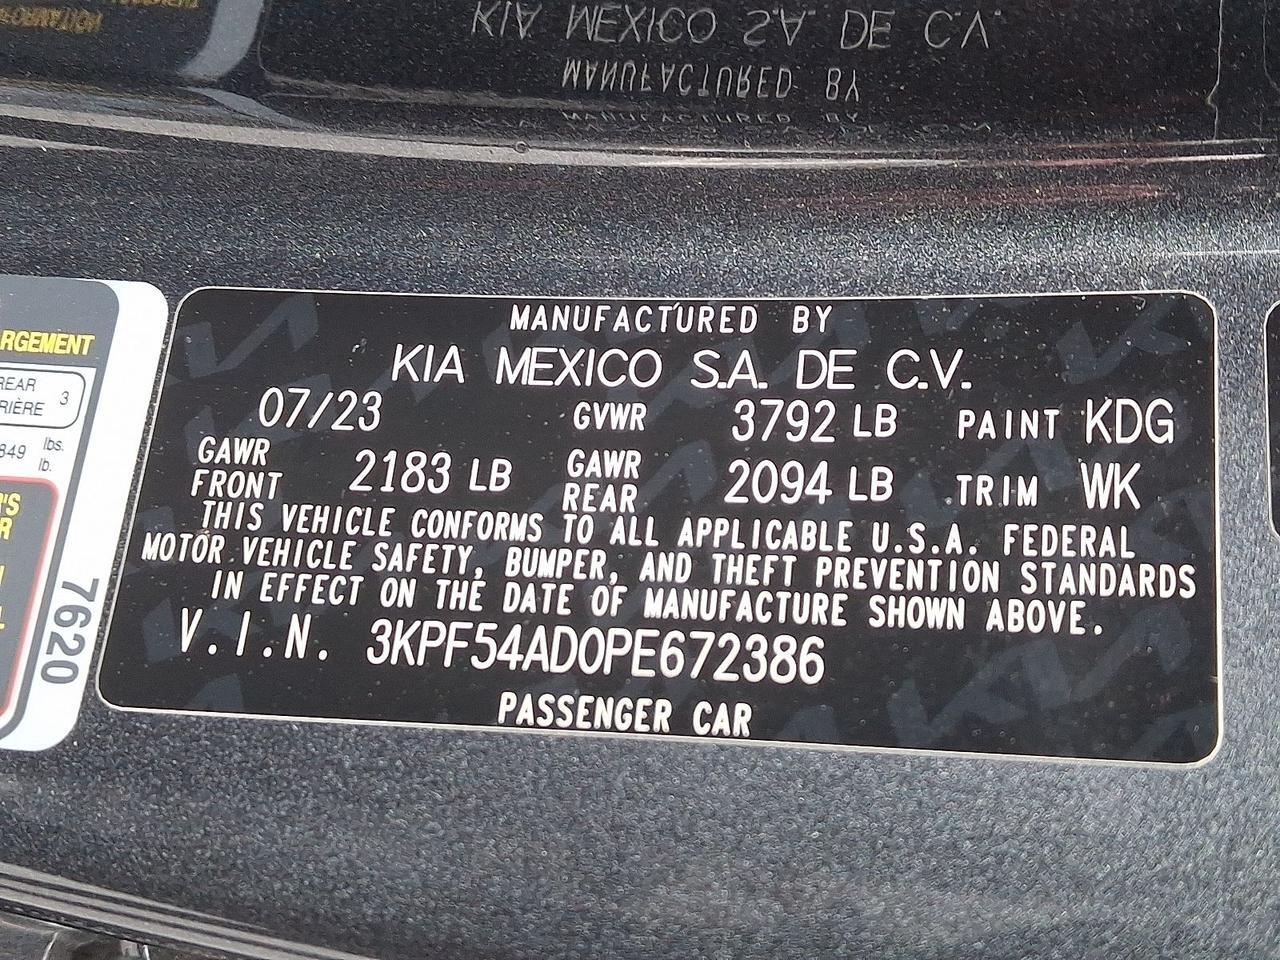 KIA MEXICO S.A. DE C.V.
MANUFACTURED BY
MANUFACTURED BY
KIA MEXICO S.A. DE C.V.
07/23 GVWR 3792 LB PAINT KDG
GAWR FRONT 2183 LB GAWR REAR 2094 LB TRIM WK
THIS VEHICLE CONFORMS TO ALL APPLICABLE U.S.A. FEDERAL
MOTOR VEHICLE SAFETY, BUMPER, AND THEFT PREVENTION STANDARDS
IN EFFECT ON THE DATE OF MANUFACTURE SHOWN ABOVE.
V.I.N. 3KPF54AD0PE672386
PASSENGER CAR
RGEMENT
REAR 3
RIÈRE
849 lbs.
lb.
7620